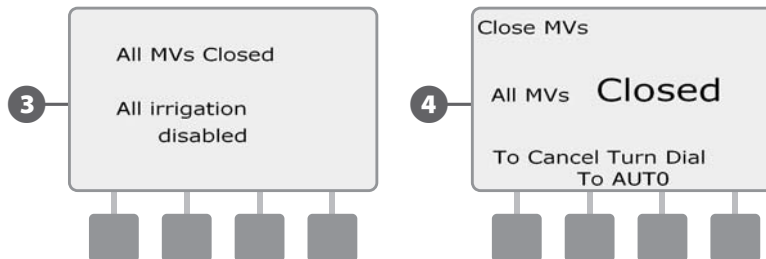 3
All MVs Closed
All irrigation
disabled
4
Close MVs
All MVs Closed
To Cancel Turn Dial
To AUTO